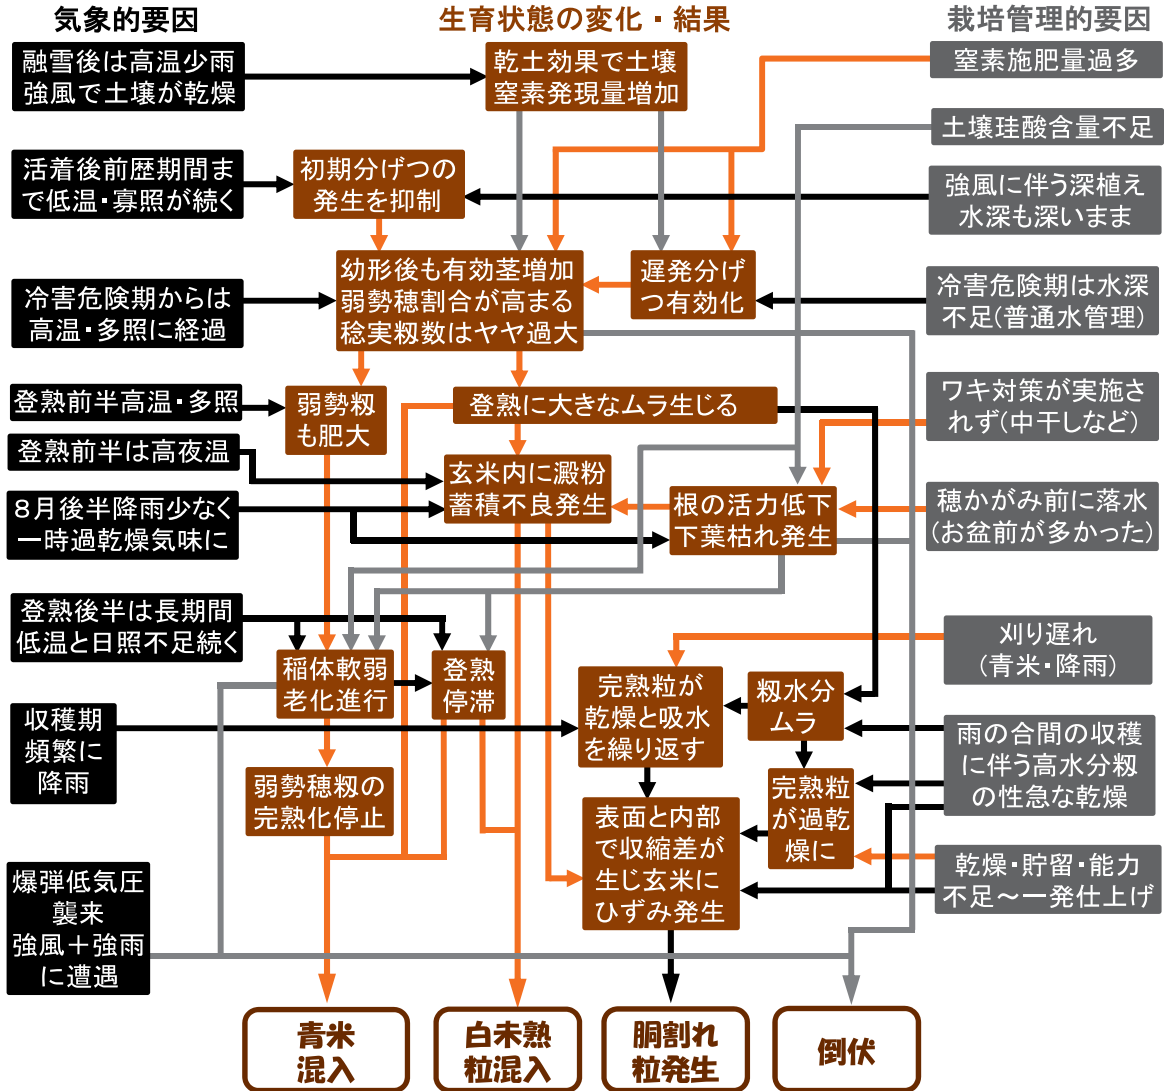 気象的要因
生育状態の変化・結果
栽培管理的要因
融雪後は高温少雨
強風で土壌が乾燥
乾土効果で土壌
窒素発現量増加
窒素施肥量過多
土壌珪酸含量不足
活着後前歴期間ま
で低温・寡照が続く
初期分げつの
発生を抑制
強風に伴う深植え
水深も深いまま
幼形後も有効茎増加
弱勢穂割合が高まる
稔実籾数はヤヤ過大
遅発分げ
つ有効化
冷害危険期からは
高温・多照に経過
冷害危険期は水深
不足(普通水管理)
登熟前半高温・多照
弱勢籾
も肥大
登熟に大きなムラ生じる
ワキ対策が実施さ
れず(中干しなど)
登熟前半は高夜温
玄米内に澱粉
蓄積不良発生
8月後半降雨少なく
一時過乾燥気味に
根の活力低下
下葉枯れ発生
穂かがみ前に落水
(お盆前が多かった)
登熟後半は長期間
低温と日照不足続く
刈り遅れ
(青米・降雨)
稲体軟弱
老化進行
登熟
停滞
完熟粒が
乾燥と吸水
を繰り返す
籾水分
ムラ
収穫期
頻繁に
降雨
雨の合間の収穫
に伴う高水分籾
の性急な乾燥
弱勢穂籾の
完熟化停止
完熟粒
が過乾
燥に
表面と内部
で収縮差が
生じ玄米に
ひずみ発生
乾燥・貯留・能力
不足～一発仕上げ
爆弾低気圧
襲来
強風＋強雨
に遭遇
青米
混入
白未熟
粒混入
胴割れ
粒発生
倒伏